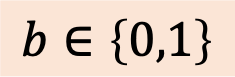 b ∈ {0,1}